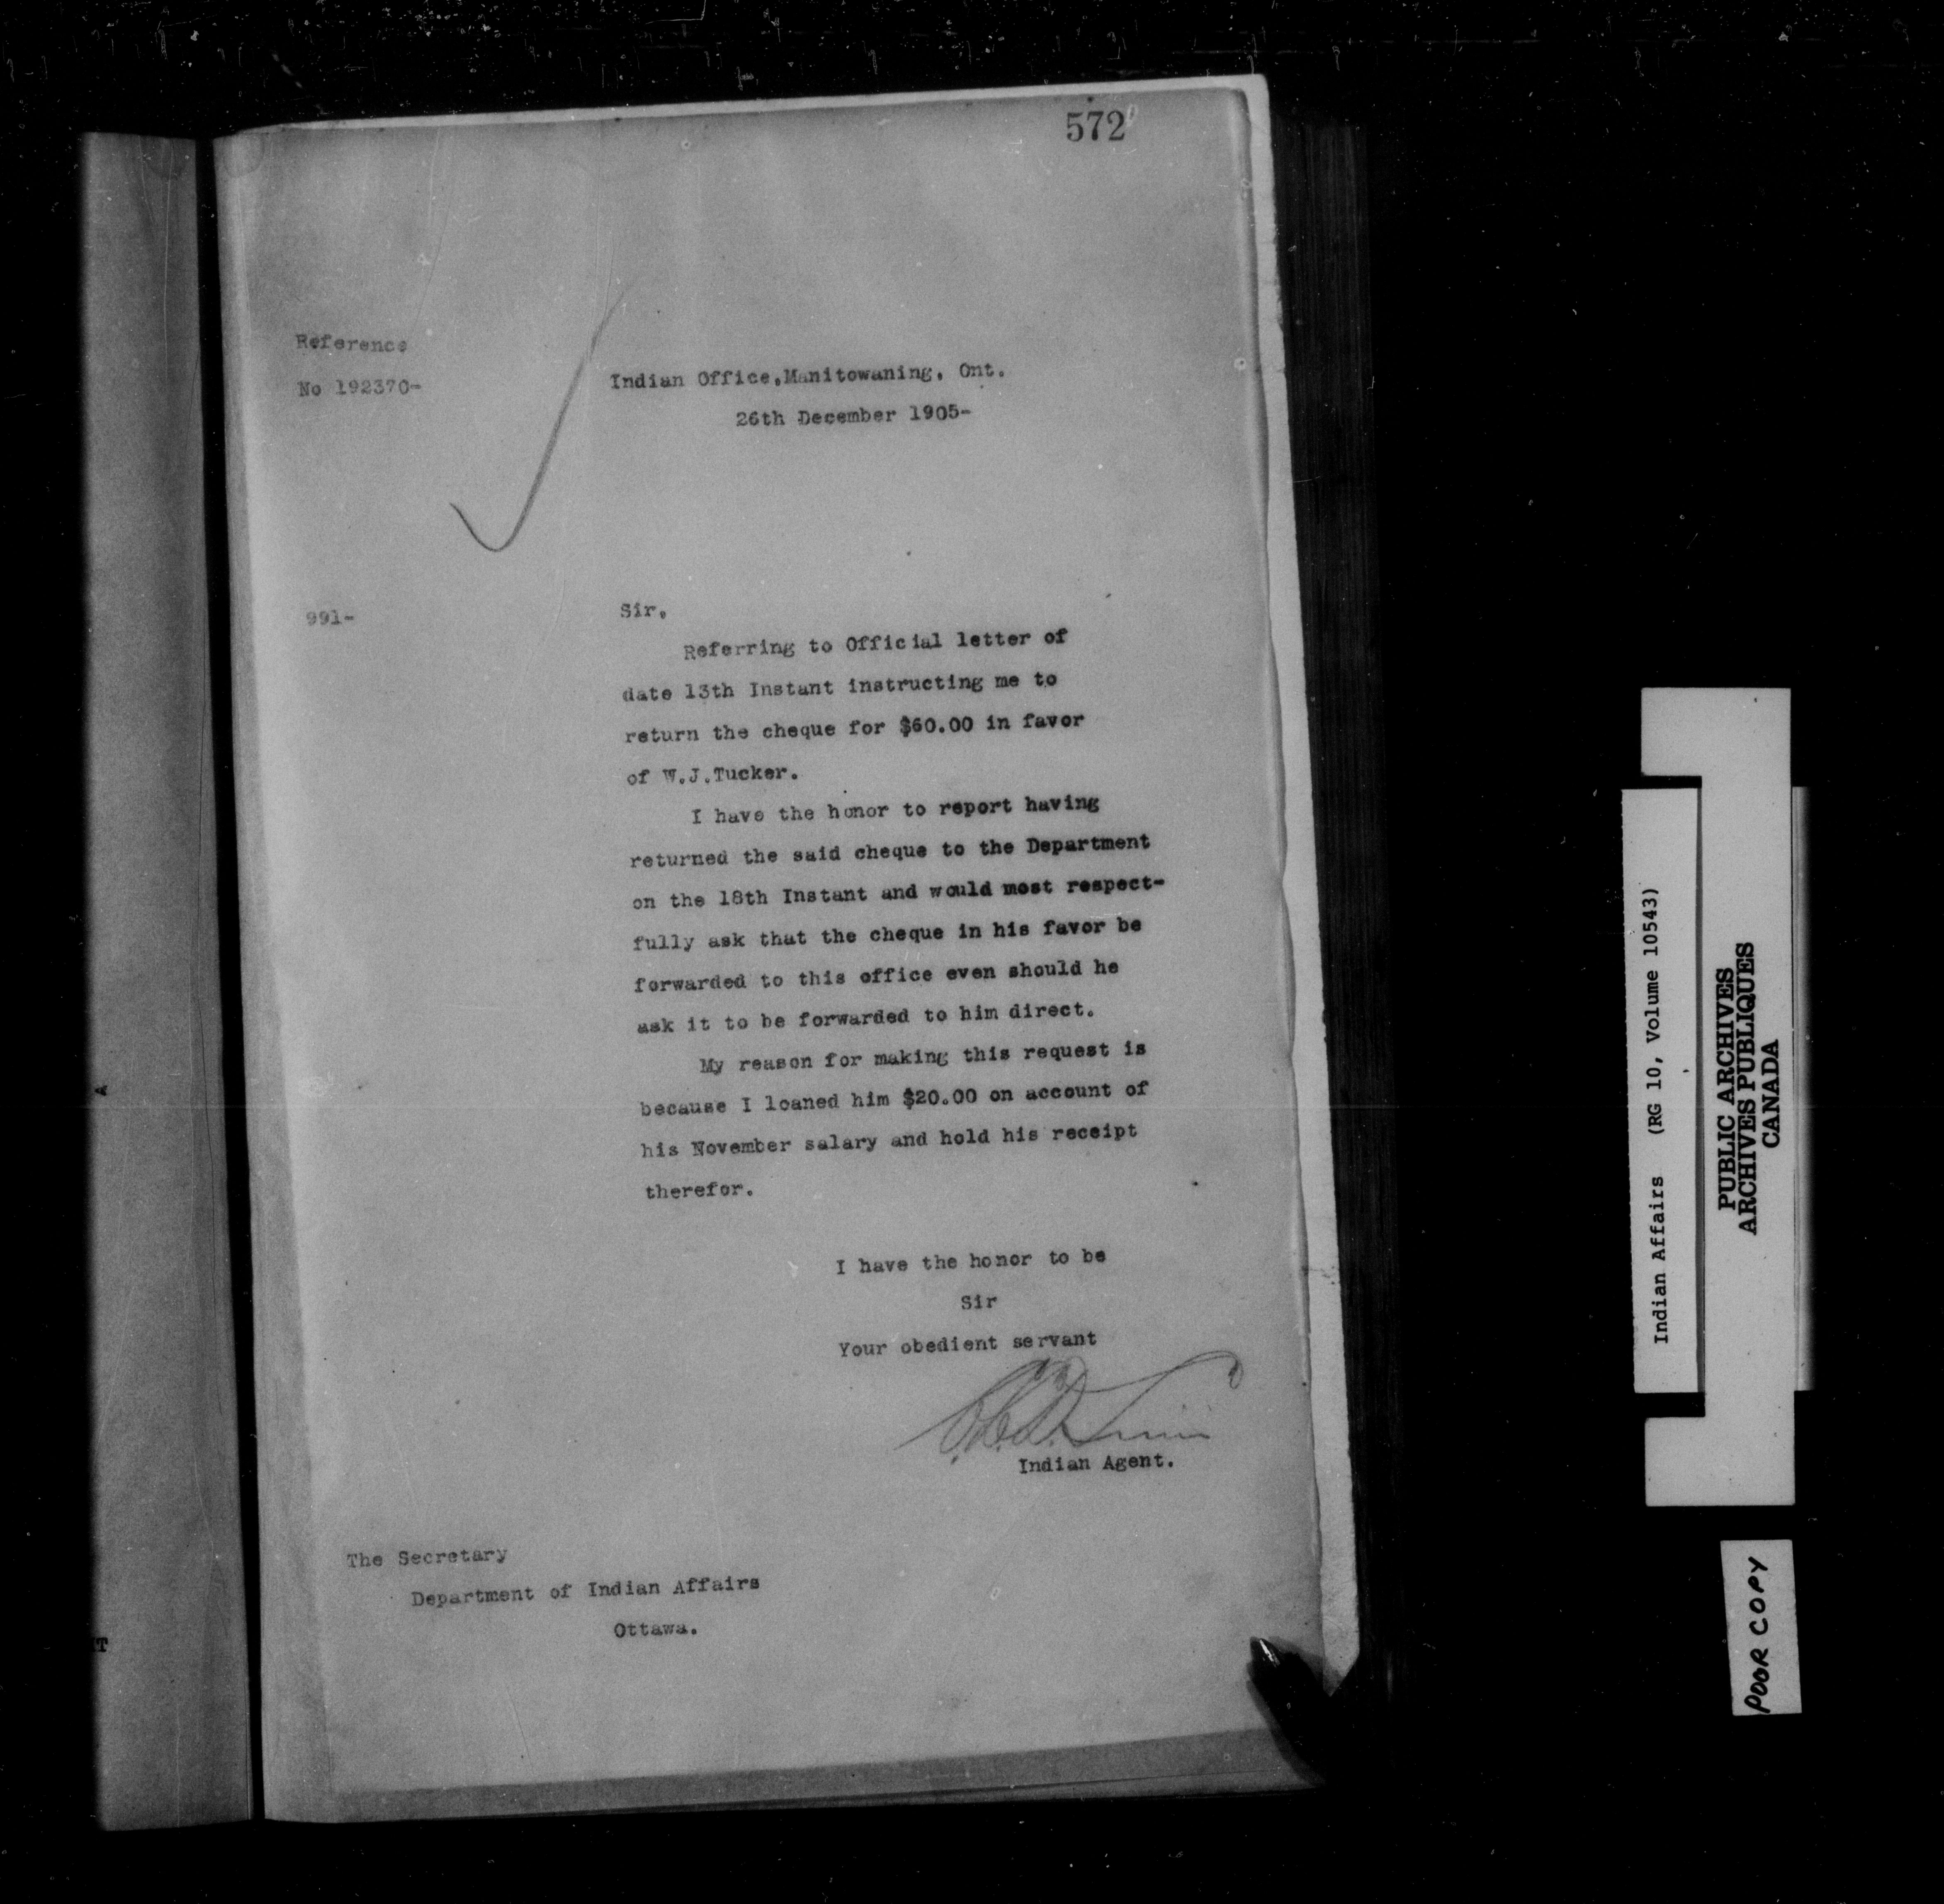 572
Reference
No 192370-
Indian Office, Manitowaning, Ont.
26th December 1905-
991-
Sir,
Referring to Official letter of
date 13th Instant instructing me to
return the cheque for $60.00 in favor
of W.J.Tucker.
I have the honor to report having
returned the said cheque to the Department
on the 18th Instant and would most respect-
fully ask that the cheque in his favor be
forwarded to this office even should he
ask it to be forwarded to him direct.
My reason for making this request is
because I loaned him $20.00 on account of
his November salary and hold his receipt
therefor.
I have the honor to be
Sir
Your obedient servant
Indian Agent.
The Secretary
Department of Indian Affairs
Ottawa.
Indian Affairs (RG 10, Volume 10543)
PUBLIC ARCHIVES
ARCHIVES PUBLIQUES
CANADA
POOR COPY